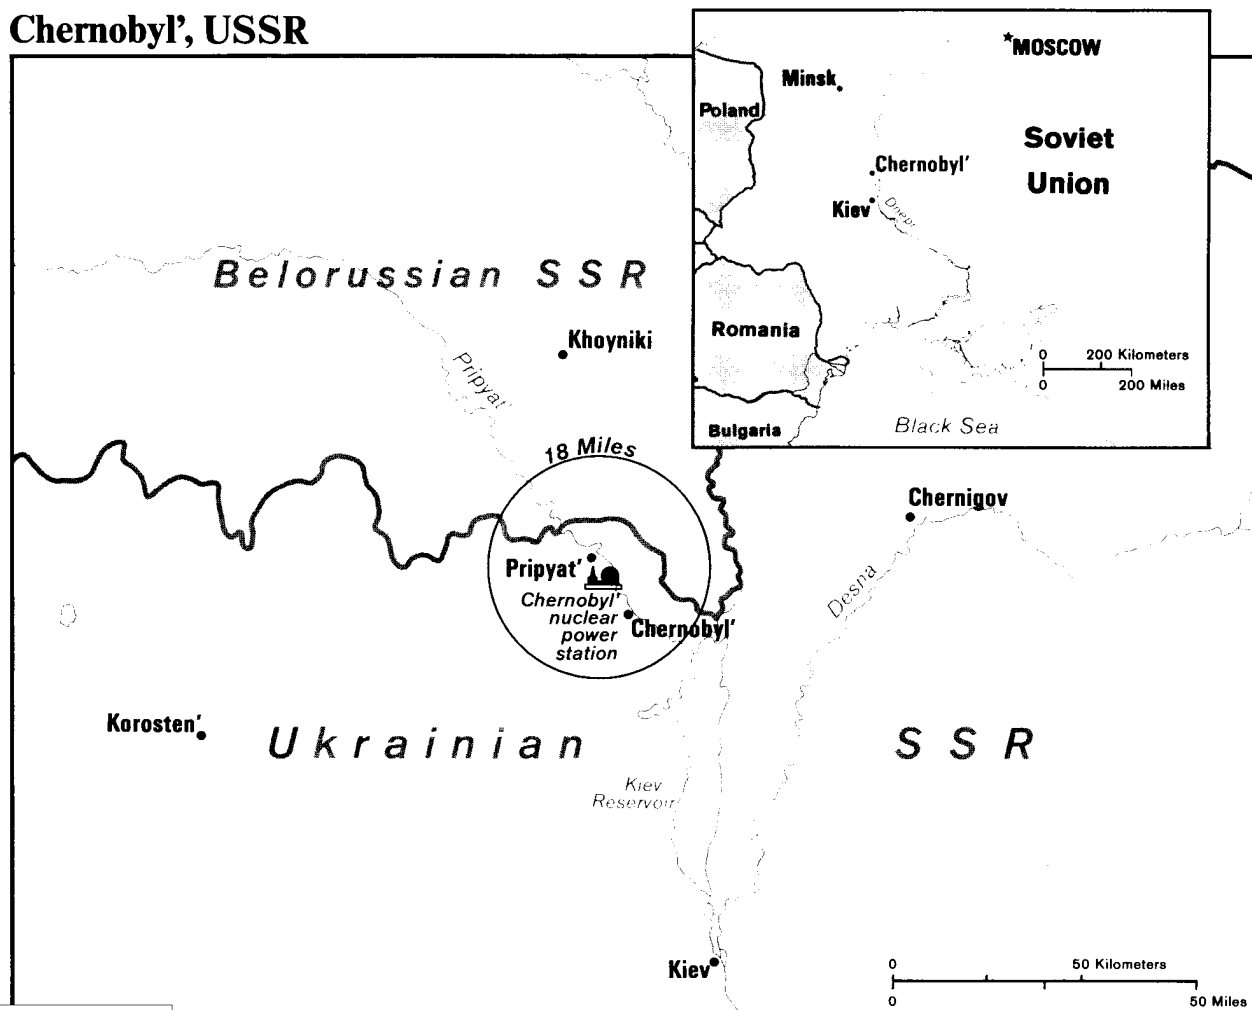 Chernobyl', USSR
★MOSCOW
Minsk
Poland
Soviet
Union
Chernobyl'
Kiev
Dnepr
Romania
0 200 Kilometers
0 200 Miles
Black Sea
Bulgaria
Belorussian SSR
Khoyniki
Pripyat'
18 Miles
Chernigov
Pripyat'
Desna
Chernobyl'
nuclear
power
station
Chernobyl'
Korosten'
Ukrainian SSR
Kiev
Reservoir
Kiev
0 50 Kilometers
0 50 Miles